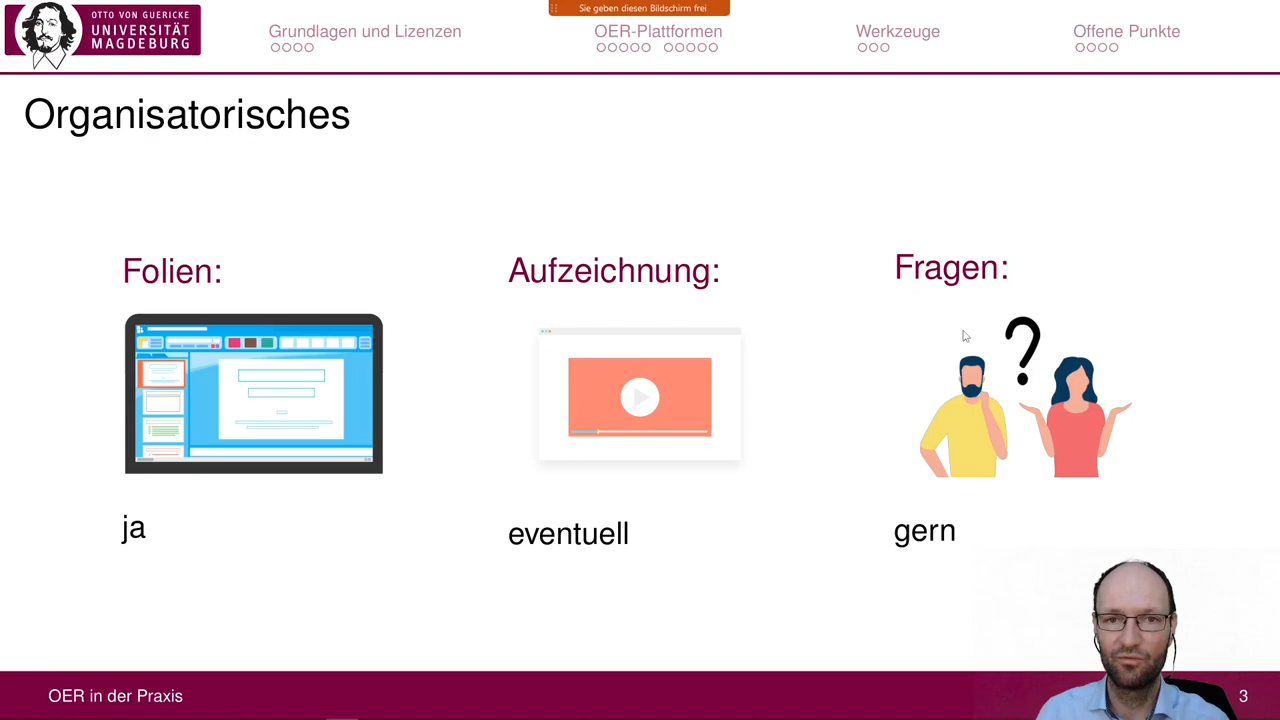 OTTO VON GUERICKE
UNIVERSITÄT
MAGDEBURG
Sie geben diesen Bildschirm frei
Grundlagen und Lizenzen
OER-Plattformen
Werkzeuge
Offene Punkte
Organisatorisches
Folien:
Aufzeichnung:
Fragen:
?
ja
eventuell
gern
OER in der Praxis
3